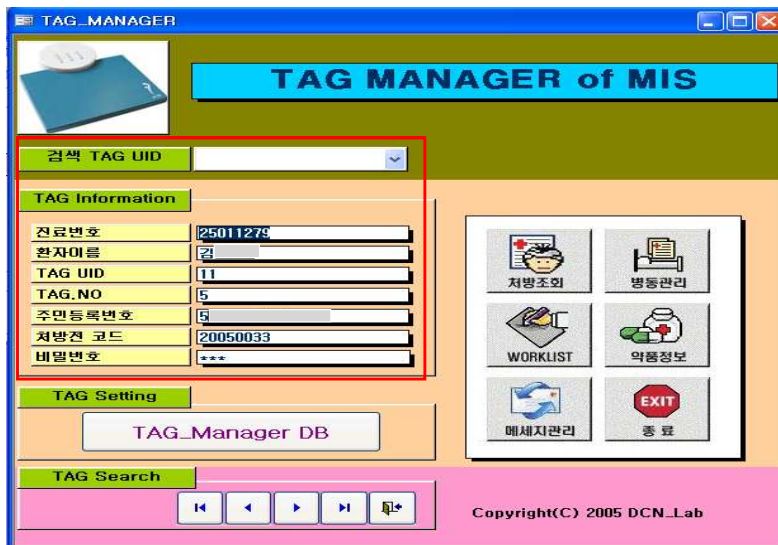 TAG_MANAGER
TAG MANAGER of MIS
검색 TAG UID
TAG Information
진료번호 25011279
환자이름 김
TAG UID 11
TAG.NO 5
주민등록번호 5
처방전 코드 20050033
비밀번호 ***
TAG Setting
TAG_Manager DB
TAG Search
처방조회 병동관리
WORKLIST 약품정보
EXIT
메세지관리 종 료
Copyright(C) 2005 DCN_Lab